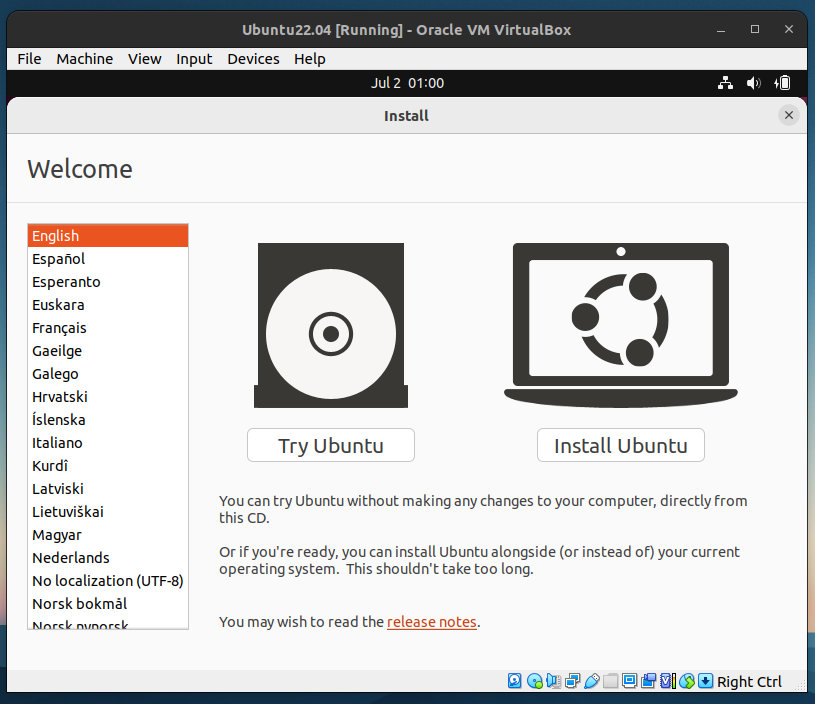 Ubuntu22.04 [Running] - Oracle VM VirtualBox
File Machine View Input Devices Help
Jul 2 01:00
Install
Welcome
English
Español
Esperanto
Euskara
Français
Gaeilge
Galego
Hrvatski
Íslenska
Italiano
Kurdî
Latviski
Lietuviškai
Magyar
Nederlands
No localization (UTF-8)
Norsk bokmål
Norsk nynorsk
Try Ubuntu
Install Ubuntu
You can try Ubuntu without making any changes to your computer, directly from
this CD.
Or if you're ready, you can install Ubuntu alongside (or instead of) your current
operating system. This shouldn't take too long.
You may wish to read the release notes.
Right Ctrl